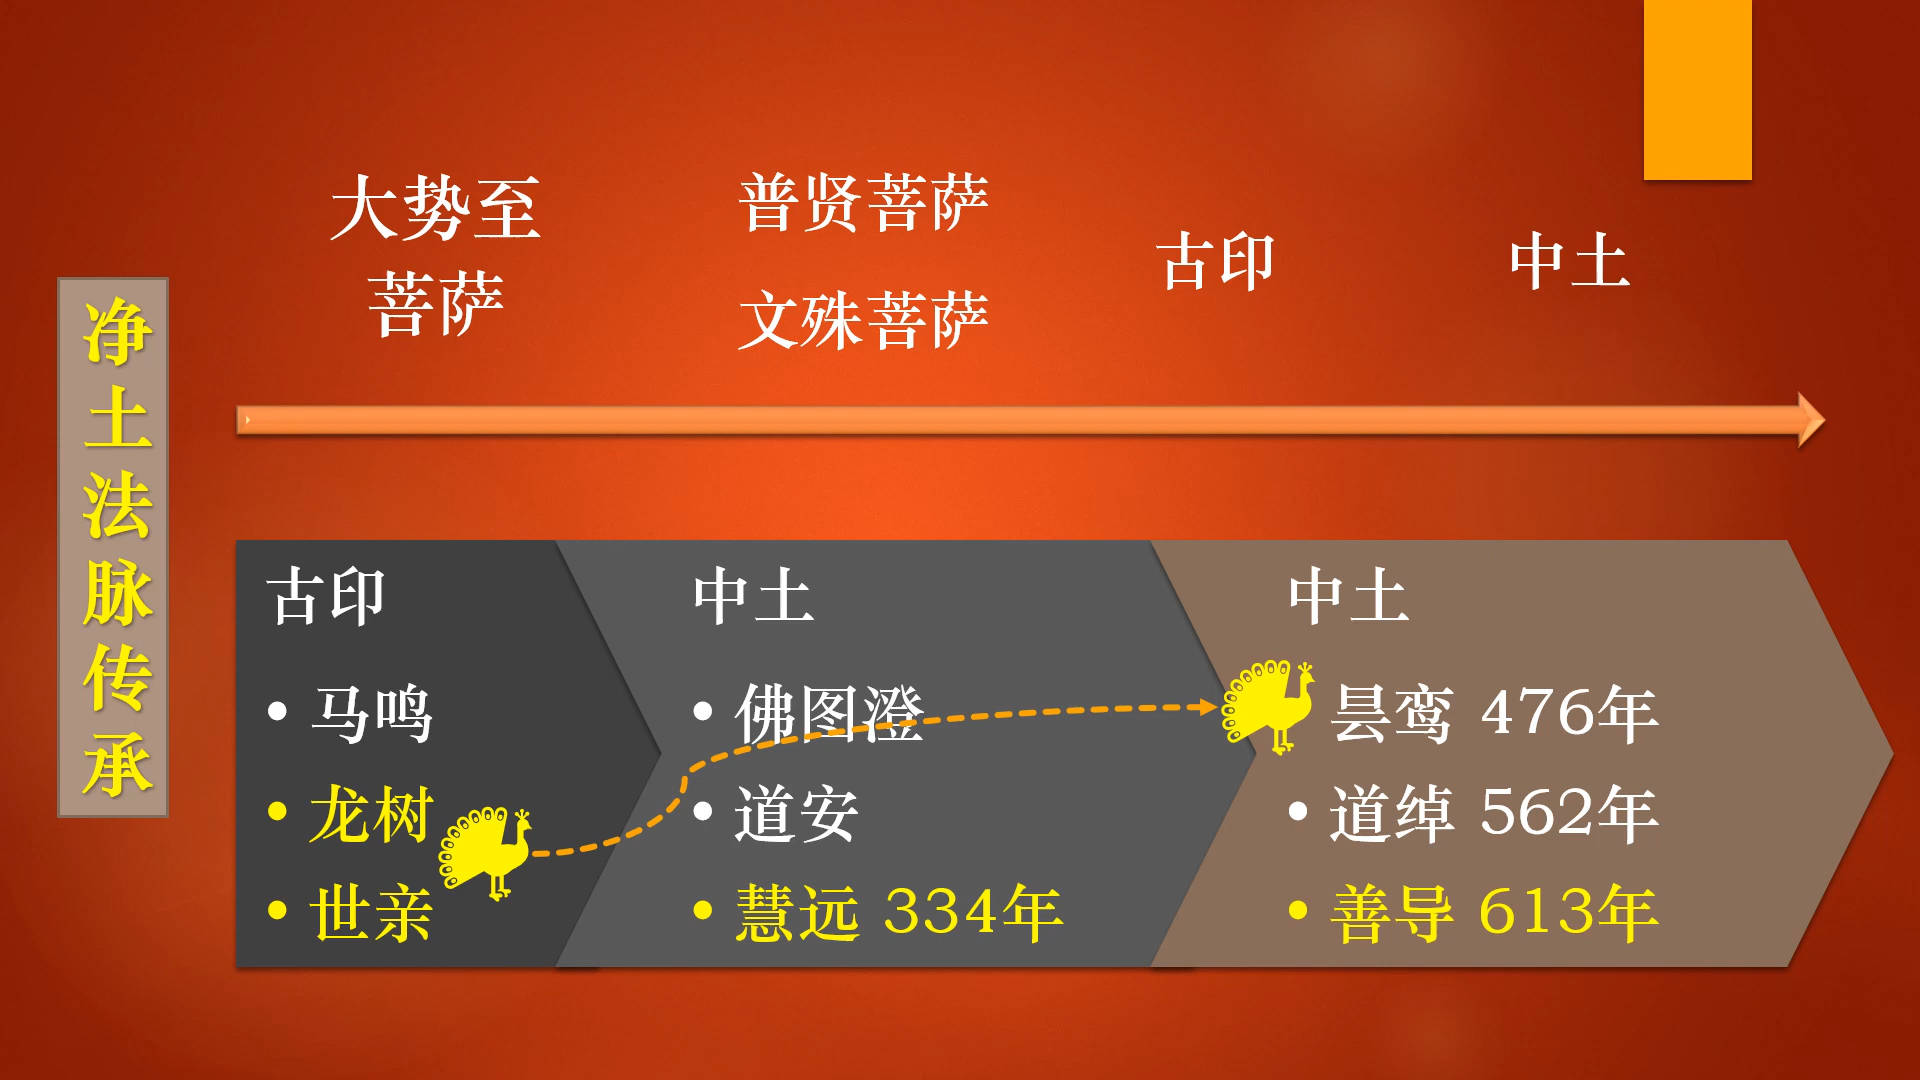 净土法脉传承
大势至
菩萨
普贤菩萨
文殊菩萨
古印
中土
古印
• 马鸣
• 龙树
• 世亲
中土
• 佛图澄
• 道安
• 慧远 334年
中土
昙鸾 476年
• 道绰 562年
• 善导 613年